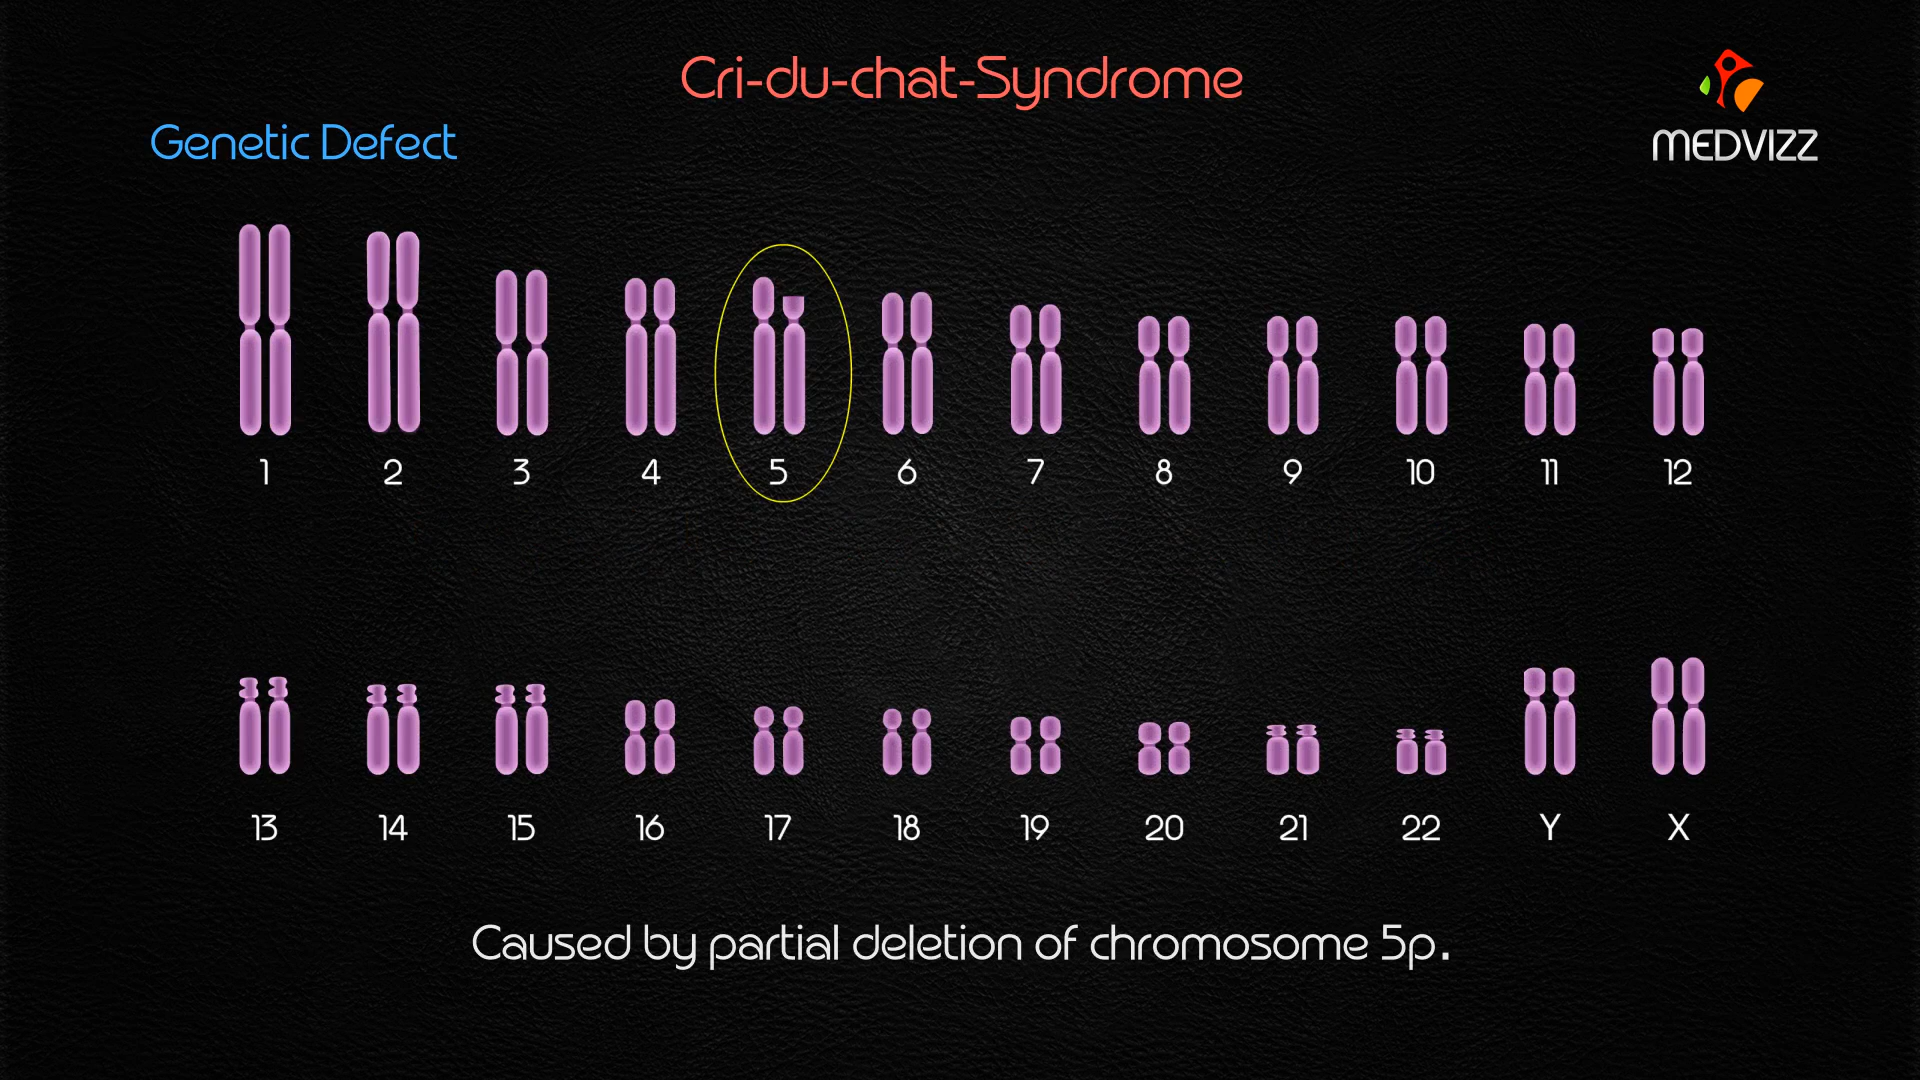 Cri-du-chat-Syndrome
MEDVIZZ
Genetic Defect
1 2 3 4 5 6 7 8 9 10 11 12
13 14 15 16 17 18 19 20 21 22 Y X
Caused by partial deletion of chromosome 5p.